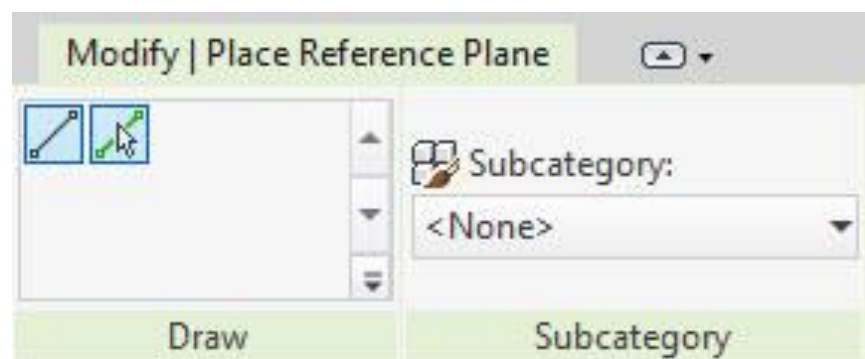 Modify | Place Reference Plane
Subcategory:
<None>
Draw
Subcategory